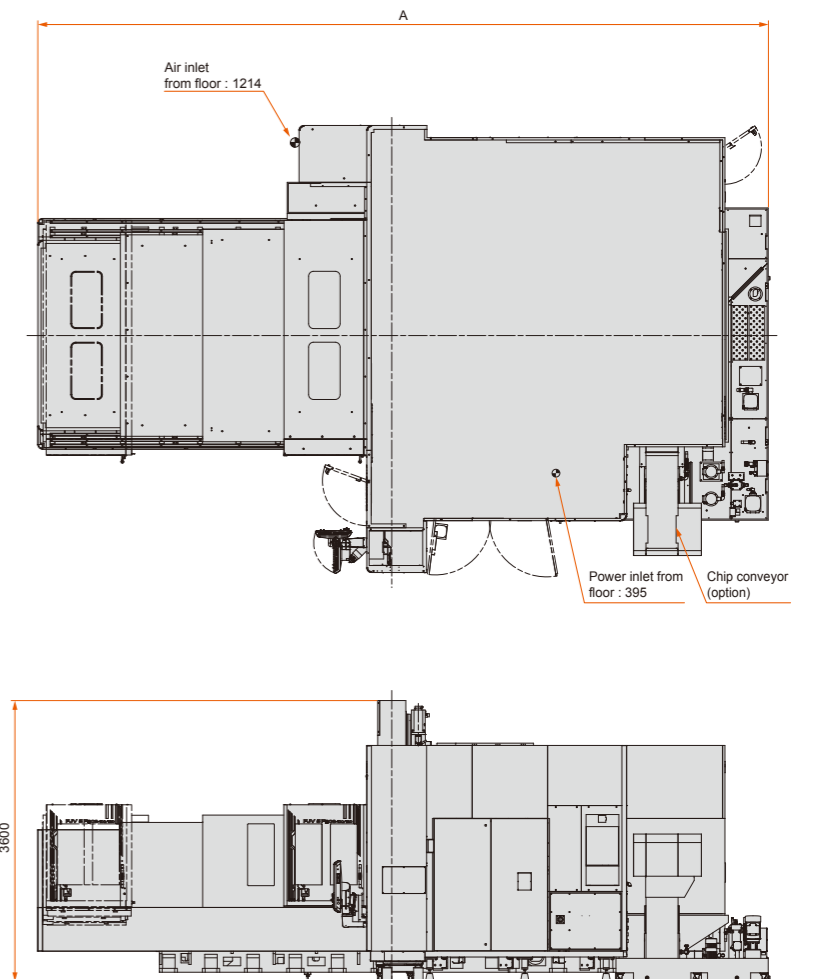 A
Air inlet
from floor : 1214
Power inlet from
floor : 395
Chip conveyor
(option)
3600